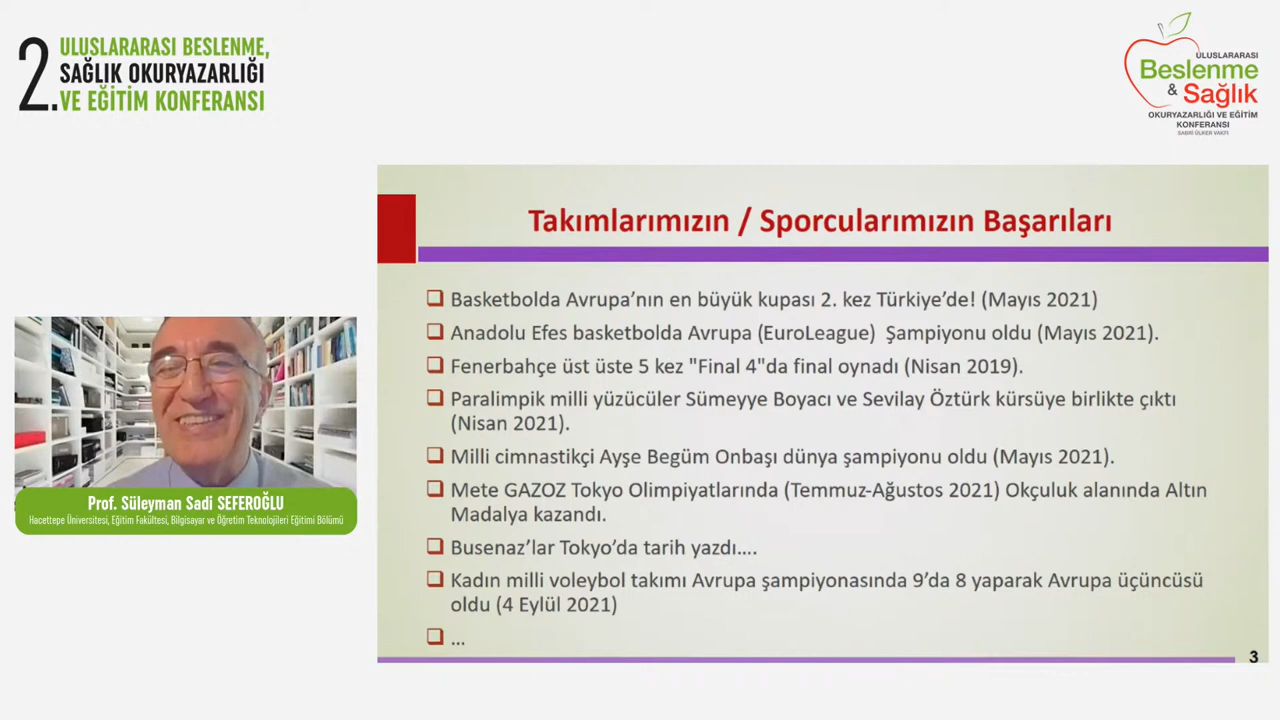 2. ULUSLARARASI BESLENME,
SAĞLIK OKURYAZARLIĞI
VE EĞİTİM KONFERANSI
ULUSLARARASI
Beslenme
& Sağlık
OKURYAZARLIĞI VE EĞİTİM
KONFERANSI
SABRİ ÜLKER VAKFI
Takımlarımızın / Sporcularımızın Başarıları
Basketbolda Avrupa’nın en büyük kupası 2. kez Türkiye’de! (Mayıs 2021)
Anadolu Efes basketbolda Avrupa (EuroLeague) Şampiyonu oldu (Mayıs 2021).
Fenerbahçe üst üste 5 kez "Final 4"da final oynadı (Nisan 2019).
Paralimpik milli yüzücüler Sümeyye Boyacı ve Sevilay Öztürk kürsüye birlikte çıktı
(Nisan 2021).
Milli cimnastikçi Ayşe Begüm Onbaşı dünya şampiyonu oldu (Mayıs 2021).
Mete GAZOZ Tokyo Olimpiyatlarında (Temmuz-Ağustos 2021) Okçuluk alanında Altın
Madalya kazandı.
Busenaz’lar Tokyo’da tarih yazdı....
Kadın milli voleybol takımı Avrupa şampiyonasında 9’da 8 yaparak Avrupa üçüncüsü
oldu (4 Eylül 2021)
...
3
Prof. Süleyman Sadi SEFEROĞLU
Hacettepe Üniversitesi, Eğitim Fakültesi, Bilgisayar ve Öğretim Teknolojileri Eğitimi Bölümü